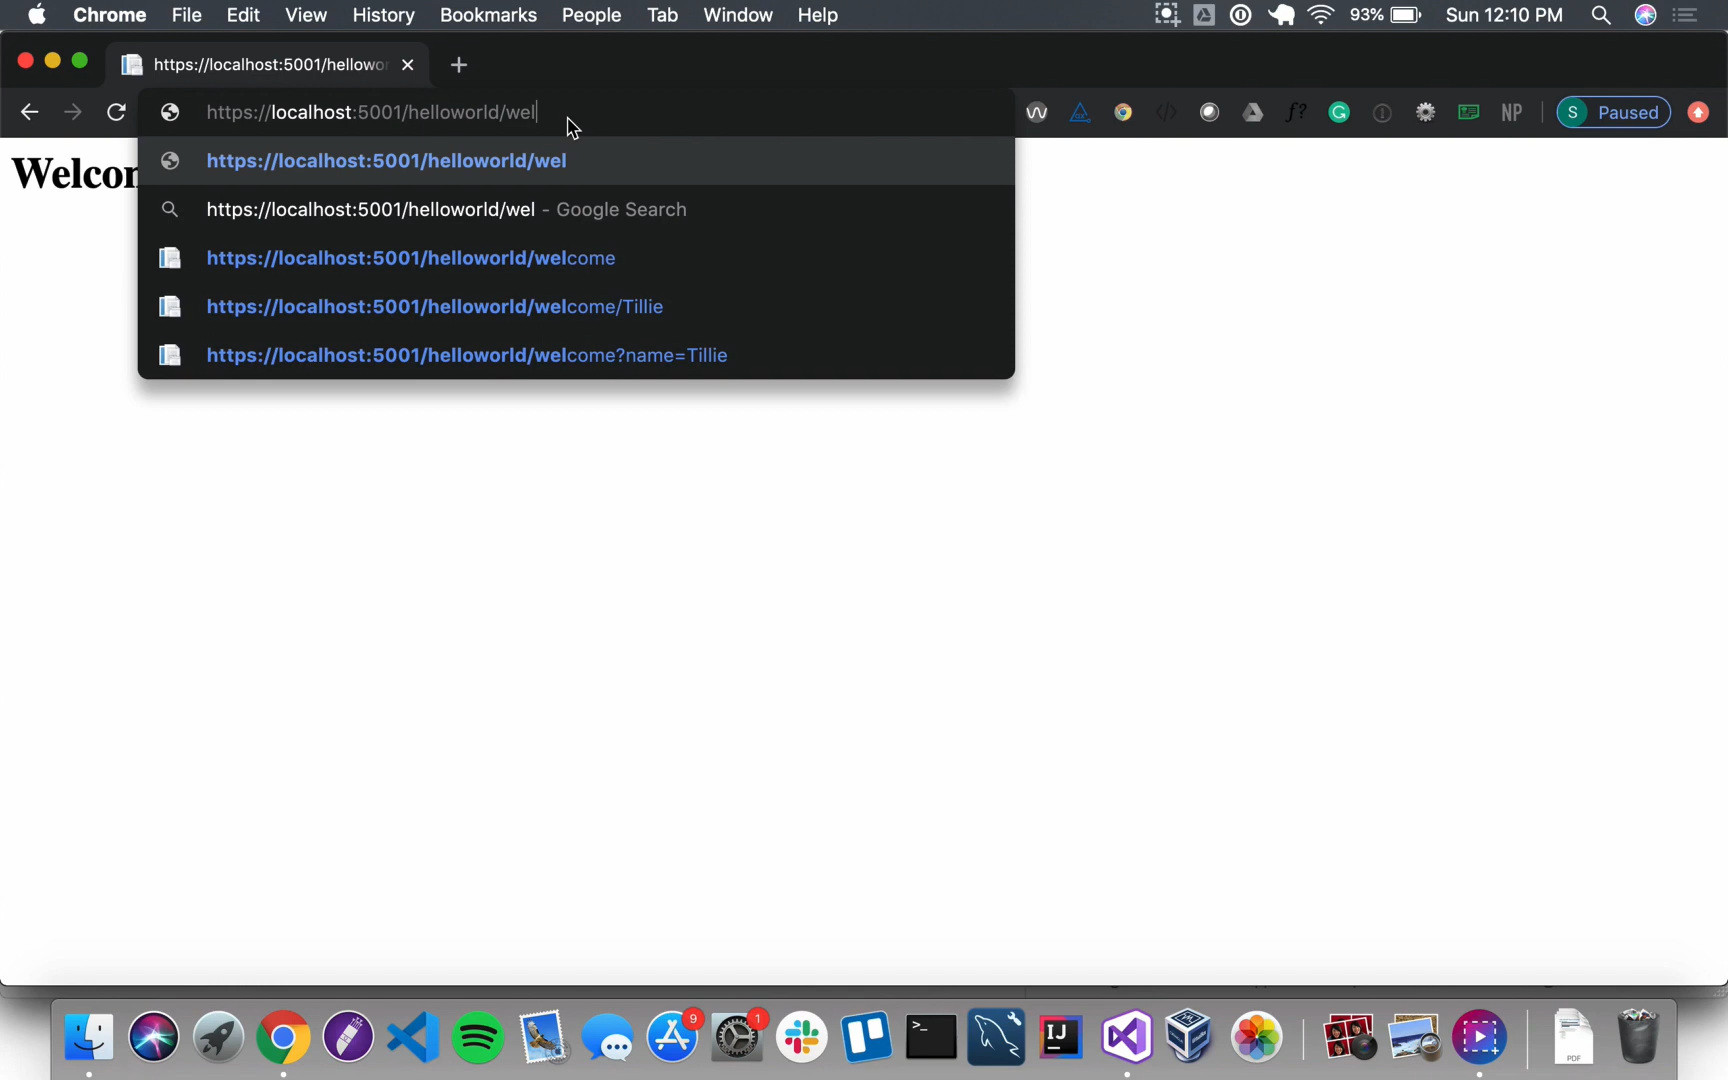 Chrome File Edit View History Bookmarks People Tab Window Help 93% Sun 12:10 PM
https://localhost:5001/hellowo
https://localhost:5001/helloworld/wel
NP S Paused
https://localhost:5001/helloworld/wel
Welcom
https://localhost:5001/helloworld/wel - Google Search
https://localhost:5001/helloworld/welcome
https://localhost:5001/helloworld/welcome/Tillie
https://localhost:5001/helloworld/welcome?name=Tillie
9 1
>_ IJ
PDF